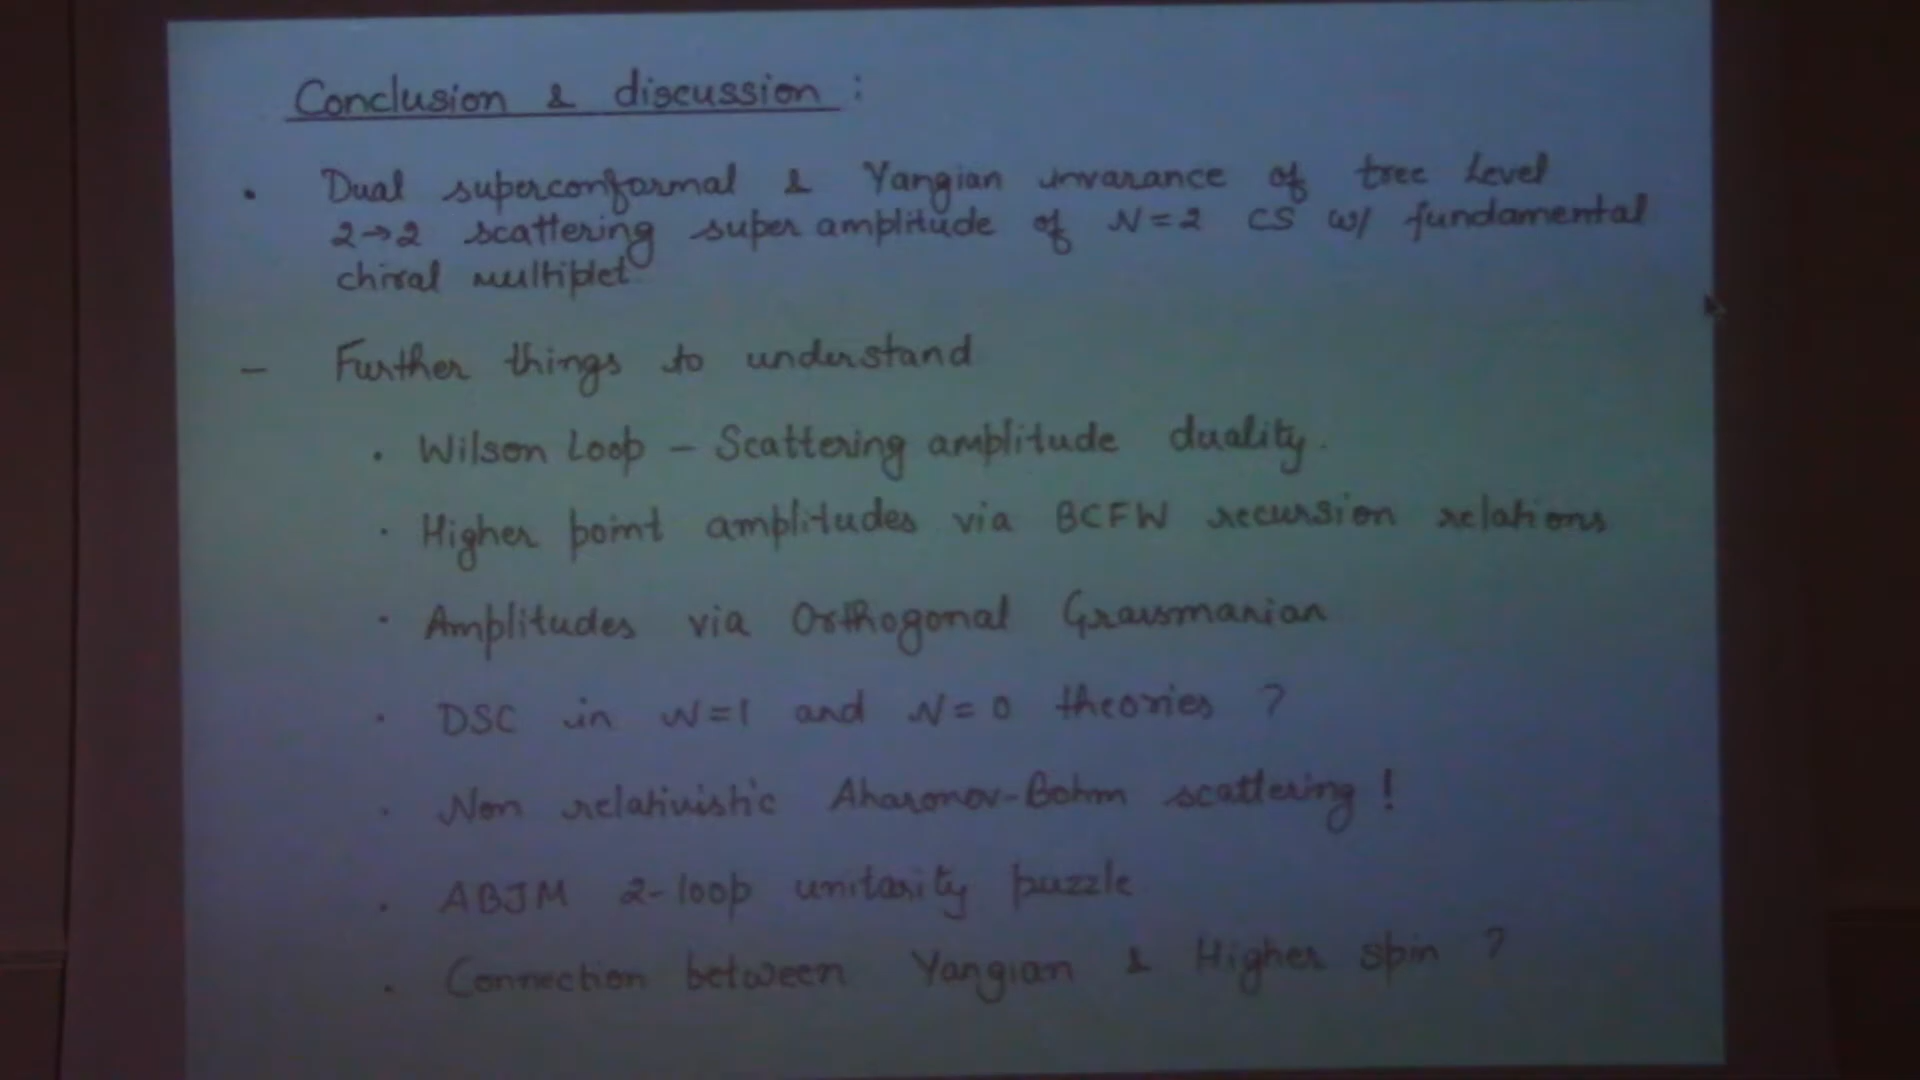 Conclusion & discussion :
• Dual superconformal & Yangian invarance of tree level
2→2 scattering super amplitude of N=2 CS w/ fundamental
chiral multiplet
– Further things to understand
• Wilson Loop – Scattering amplitude duality.
• Higher point amplitudes via BCFW recursion relations
• Amplitudes via Orthogonal Grassmanian
• DSC in N=1 and N=0 theories ?
• Non relativistic Aharonov-Bohm scattering !
• ABJM 2-loop unitarity puzzle
• Connection between Yangian & Higher spin ?